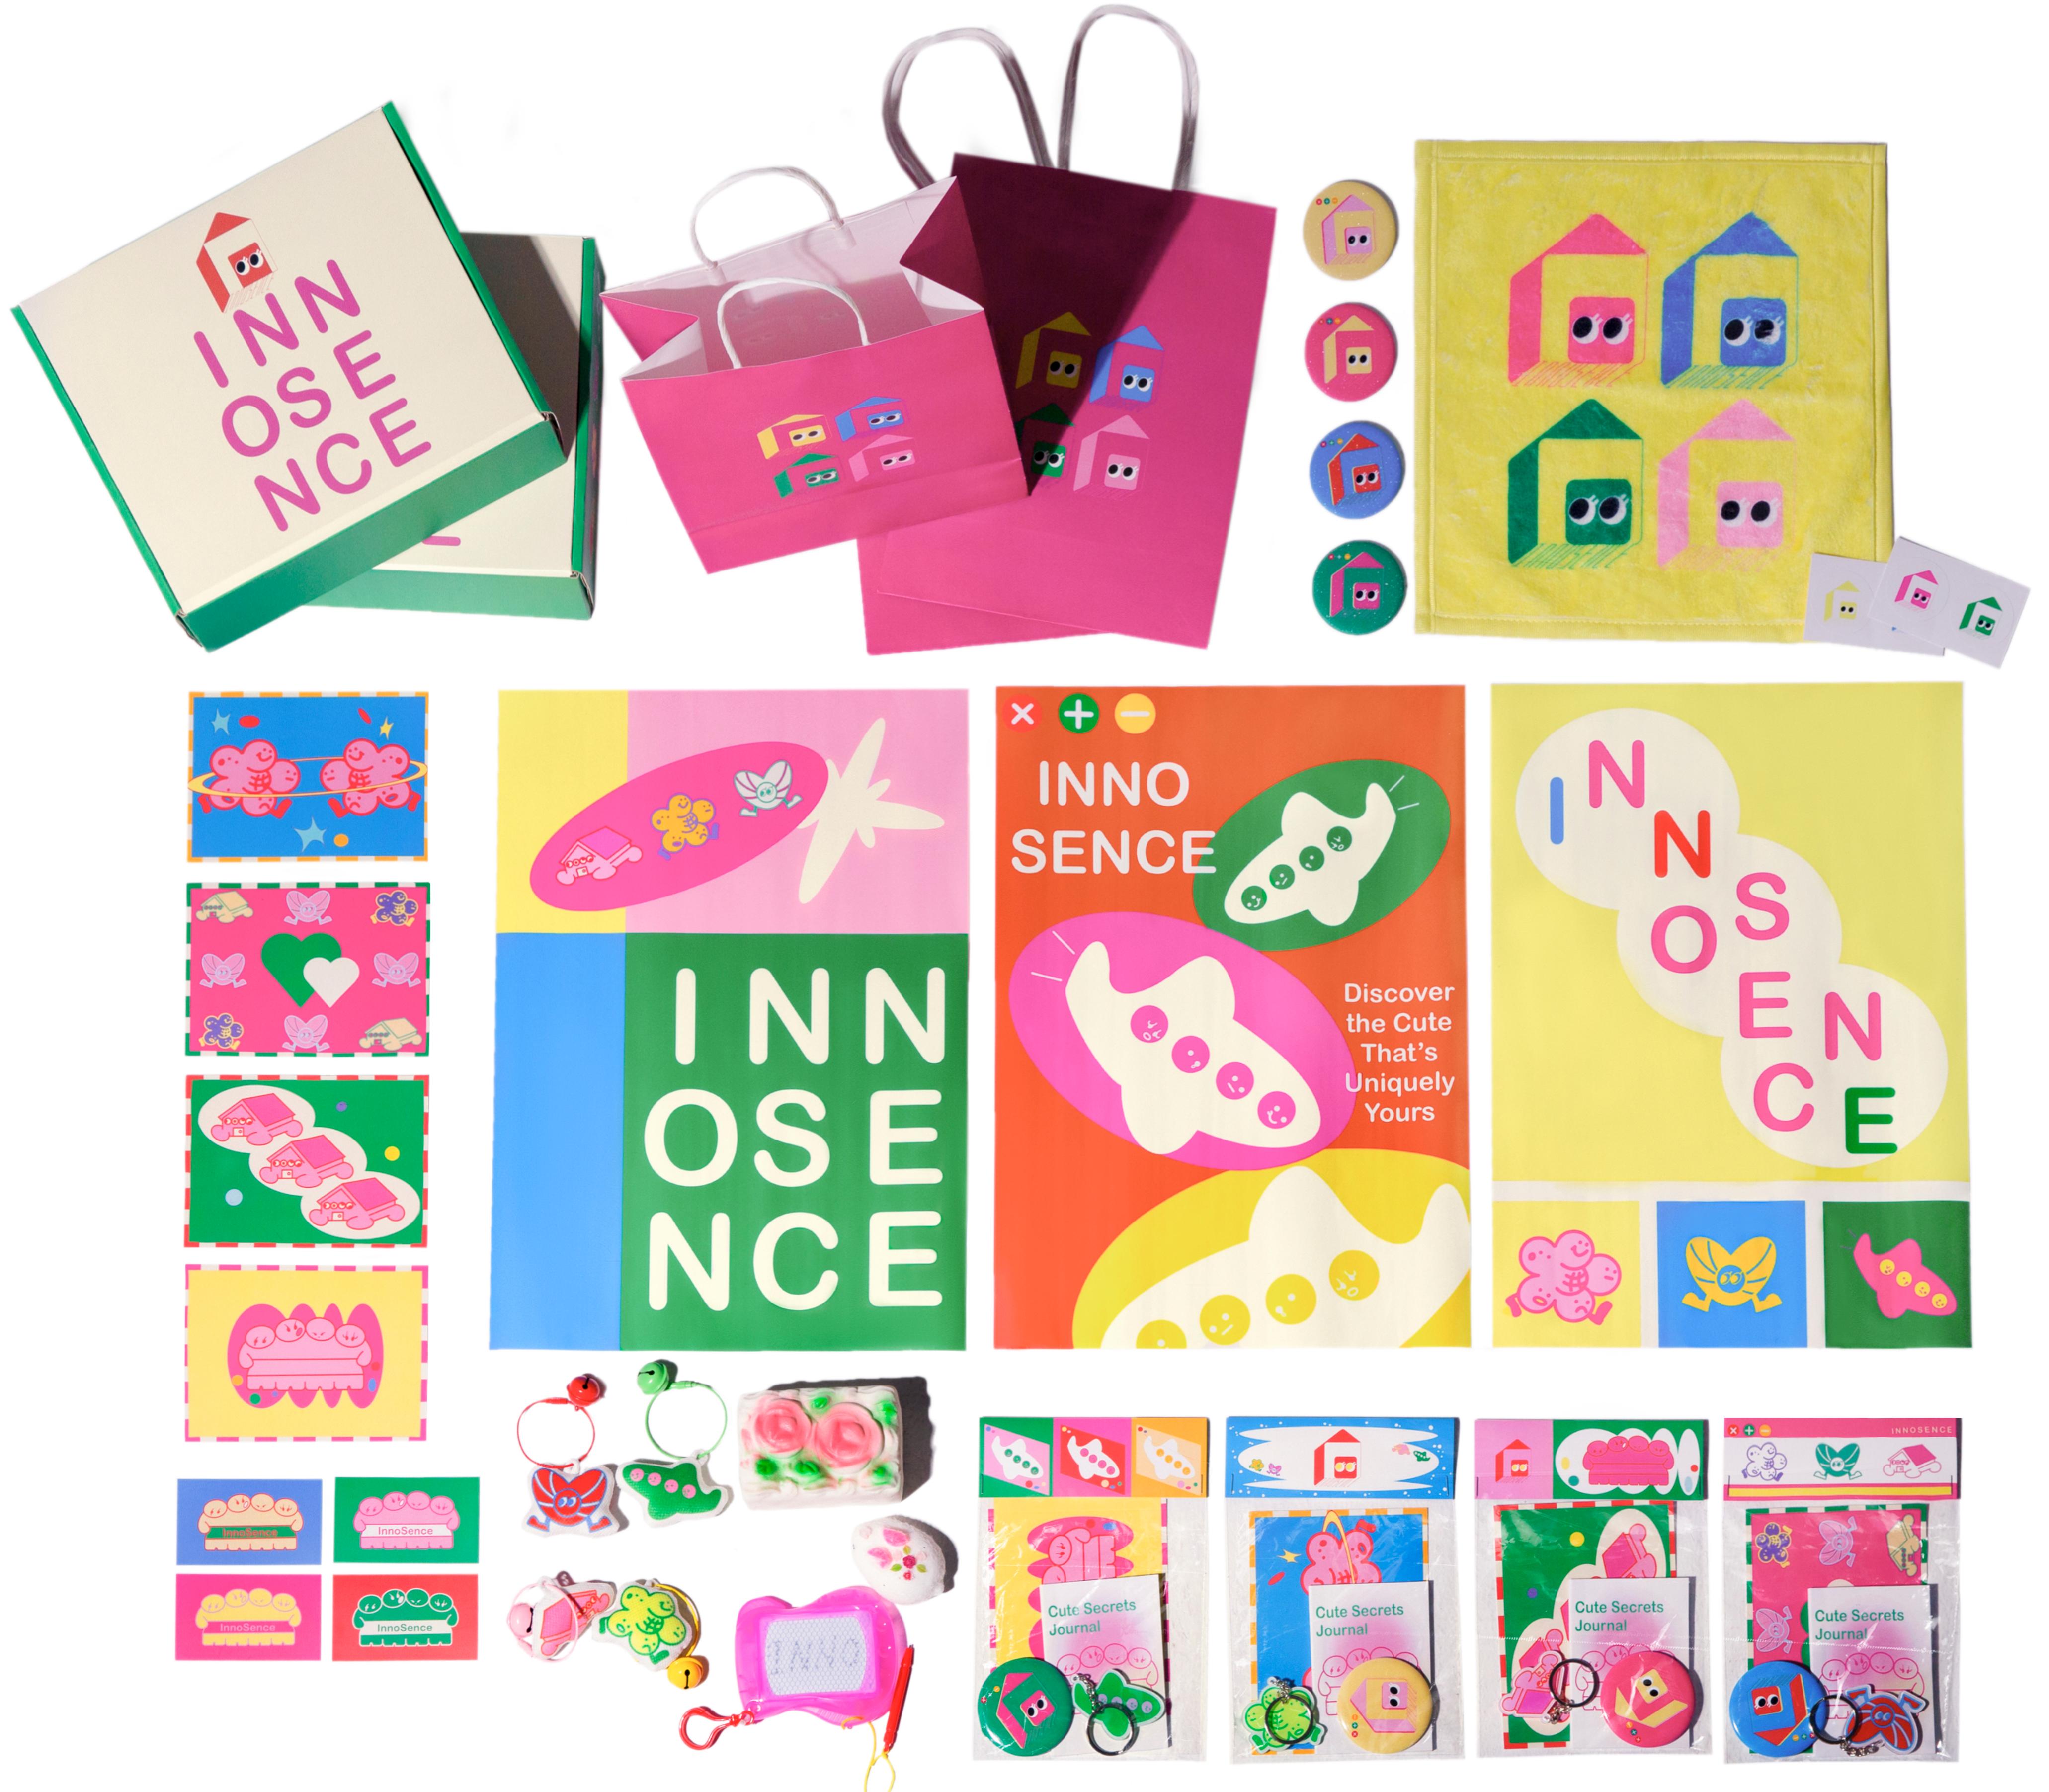 INN
OSE
NCE
INN
OSE
NCE
INNO
SENCE
Discover
the Cute
That's
Uniquely
Yours
I N
N
O S
E N
C E
InnoSence
InnoSence
InnoSence
InnoSence
INNO
INNOSENCE
Cute Secrets
Journal
Cute Secrets
Journal
Cute Secrets
Journal
Cute Secrets
Journal